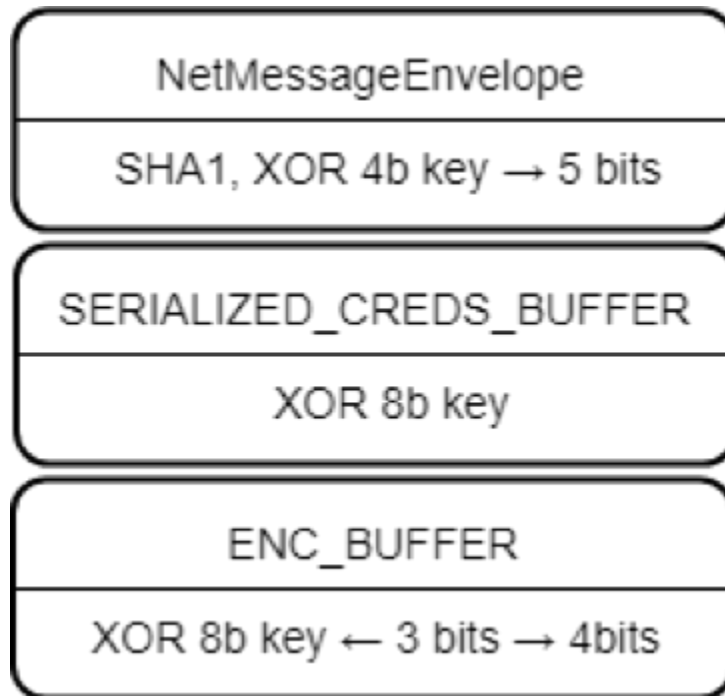 NetMessageEnvelope
SHA1, XOR 4b key → 5 bits
SERIALIZED_CREDS_BUFFER
XOR 8b key
ENC_BUFFER
XOR 8b key ← 3 bits → 4bits